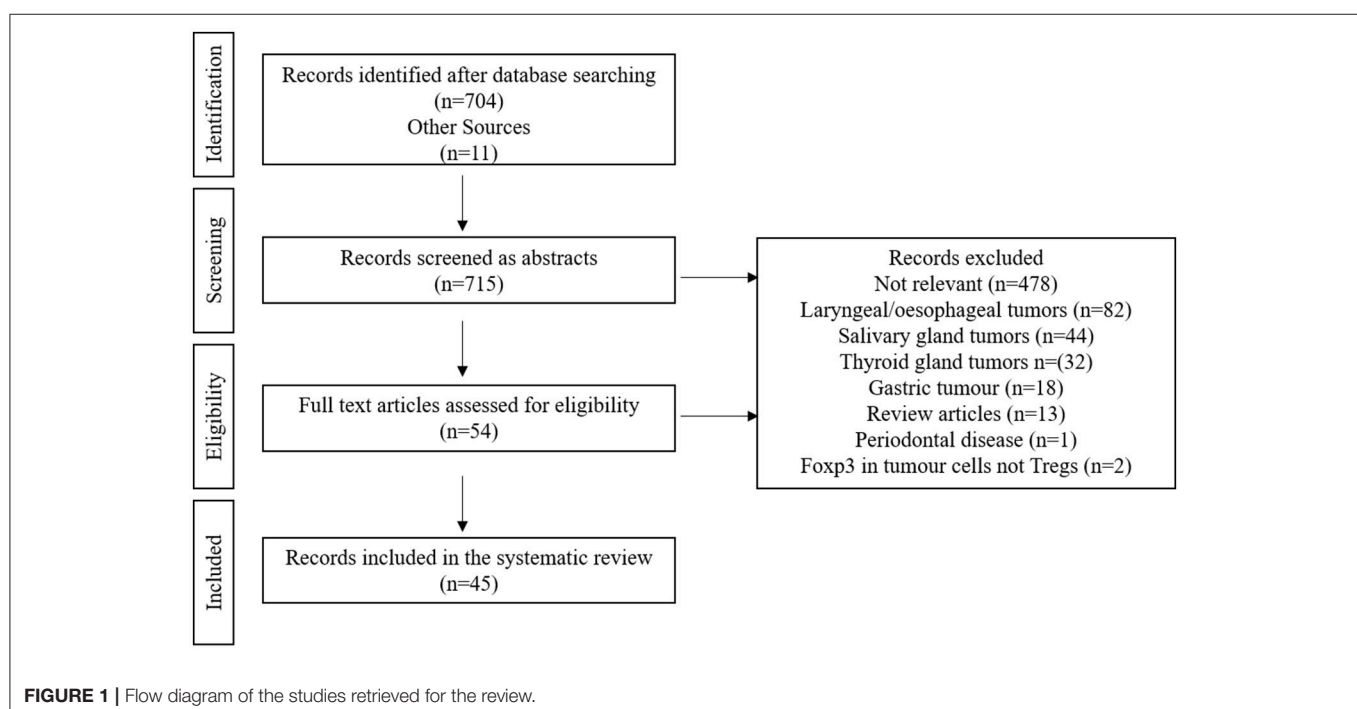 Identification
Records identified after database searching
(n=704)
Other Sources
(n=11)
Screening
Records screened as abstracts
(n=715)
Records excluded
Not relevant (n=478)
Laryngeal/oesophageal tumors (n=82)
Salivary gland tumors (n=44)
Thyroid gland tumors n=(32)
Gastric tumour (n=18)
Review articles (n=13)
Periodontal disease (n=1)
Foxp3 in tumour cells not Tregs (n=2)
Eligibility
Full text articles assessed for eligibility
(n=54)
Included
Records included in the systematic review
(n=45)
FIGURE 1 | Flow diagram of the studies retrieved for the review.